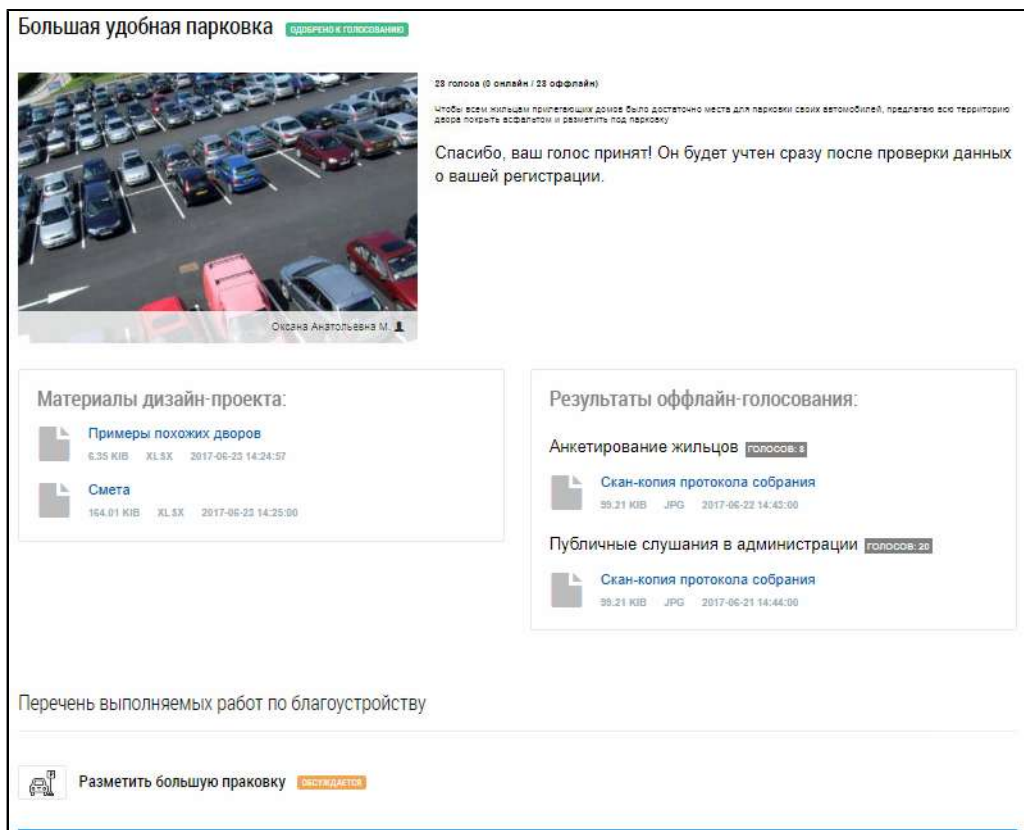 Большая удобная парковка ОДОБРЕНО К ГОЛОСОВАНИЮ
23 голоса (0 онлайн / 23 оффлайн)
Чтобы всем жильцам прилегающих домов было достаточно места для парковки своих автомобилей, предлагаю всю территорию
двора покрыть асфальтом и разметить под парковку
Спасибо, ваш голос принят! Он будет учтен сразу после проверки данных
о вашей регистрации.
Оксана Анатольевна М.
Материалы дизайн-проекта:
Примеры похожих дворов
6.35 KIB XLSX 2017-06-23 14:24:57
Смета
164.01 KIB XLSX 2017-06-23 14:25:00
Результаты оффлайн-голосования:
Анкетирование жильцов ГОЛОСОВ: 3
Скан-копия протокола собрания
99.21 KIB JPG 2017-06-22 14:43:00
Публичные слушания в администрации ГОЛОСОВ: 20
Скан-копия протокола собрания
99.21 KIB JPG 2017-06-21 14:44:00
Перечень выполняемых работ по благоустройству
Разметить большую праковку ОБСУЖДАЕТСЯ